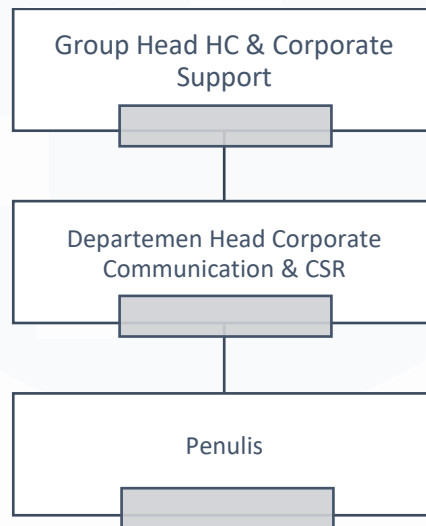 Group Head HC & Corporate
Support
Departemen Head Corporate
Communication & CSR
Penulis